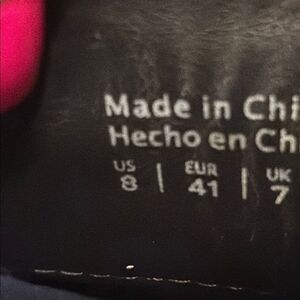 Made in Chi
Hecho en Ch
US | EUR | UK
8 | 41 | 7